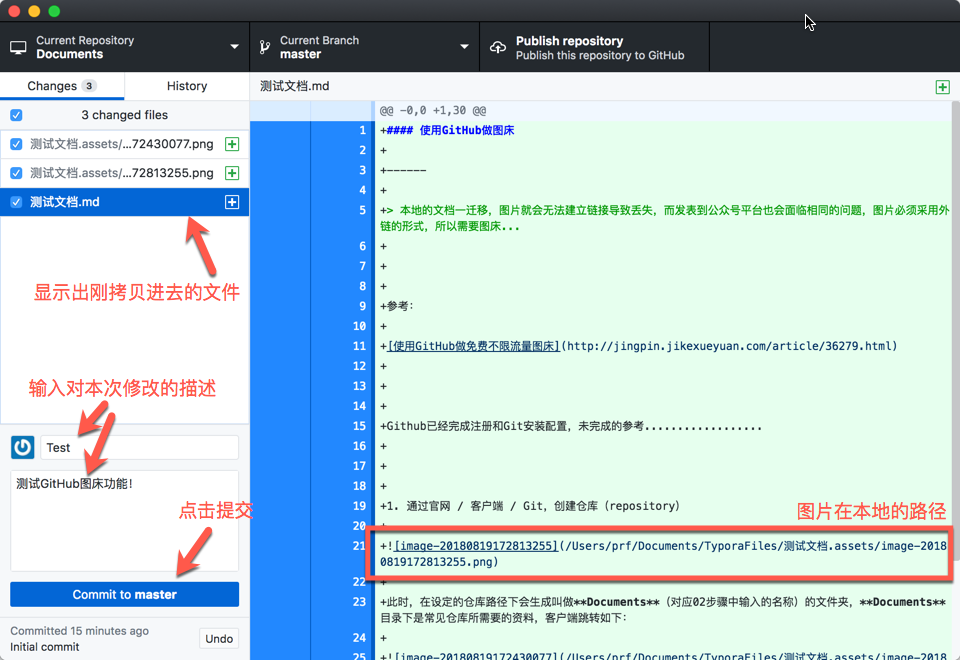 Current Repository
Documents
Current Branch
master
Publish repository
Publish this repository to GitHub
Changes 3
History
测试文档.md
3 changed files
测试文档.assets/...72430077.png
测试文档.assets/...72813255.png
测试文档.md
显示出刚拷贝进去的文件
输入对本次修改的描述
Test
测试GitHub图床功能!
点击提交
Commit to master
Committed 15 minutes ago
Initial commit
Undo
@@ -0,0 +1,30 @@
1 +#### 使用GitHub做图床
2 +
3 +------
4 +
5 +> 本地的文档一迁移，图片就会无法建立链接导致丢失，而发表到公众号平台也会面临相同的问题，图片必须采用外
链的形式，所以需要图床...
6 +
7 +
8 +
9 +参考：
10 +
11 +[使用GitHub做免费不限流量图床](http://jingpin.jikexueyuan.com/article/36279.html)
12 +
13 +
14 +
15 +Github已经完成注册和Git安装配置，未完成的参考.................
16 +
17 +
18 +
19 +1. 通过官网 / 客户端 / Git，创建仓库（repository）
图片在本地的路径
20 +
21 +![image-20180819172813255](/Users/prf/Documents/TyporaFiles/测试文档.assets/image-2018
0819172813255.png)
22 +
23 +此时，在设定的仓库路径下会生成叫做**Documents**（对应02步骤中输入的名称）的文件夹，**Documents**
目录下是常见仓库所需要的资料，客户端跳转如下：
24 +
25 +![image-20180819172430077](/Users/prf/Documents/TyporaFiles/测试文档.assets/image-2018